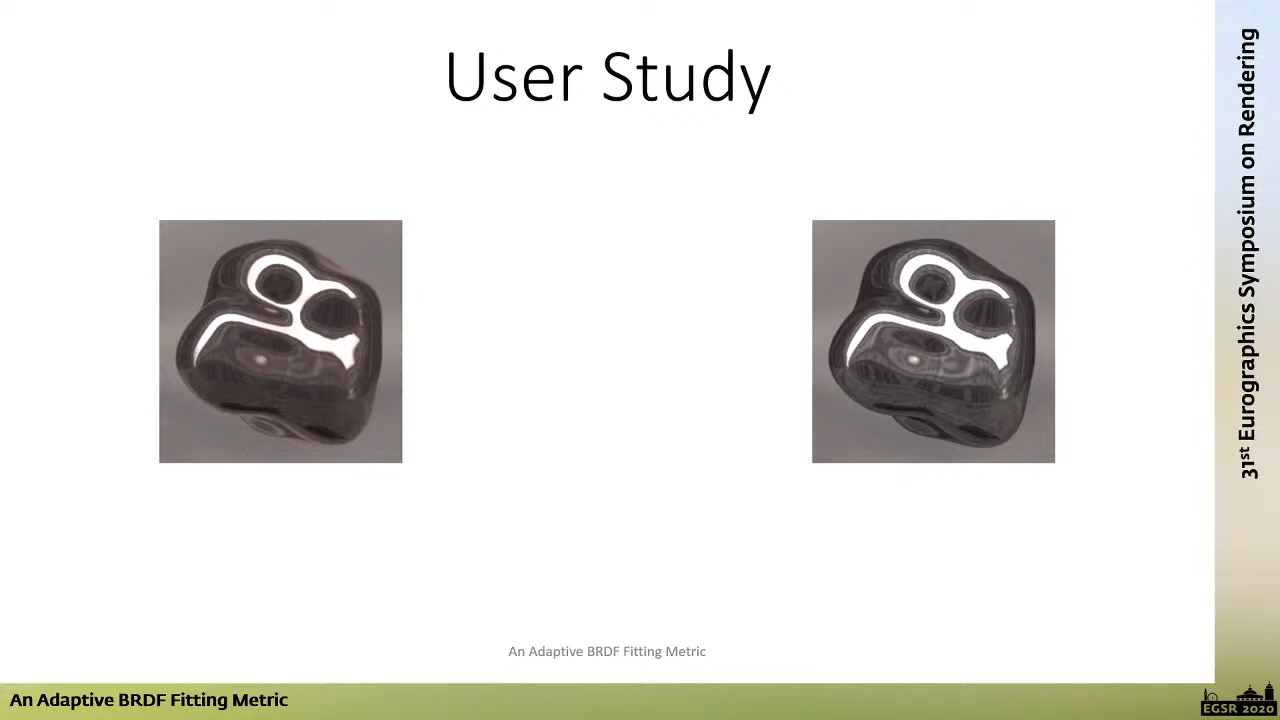 User Study
An Adaptive BRDF Fitting Metric
An Adaptive BRDF Fitting Metric
31st Eurographics Symposium on Rendering
EGSR 2020